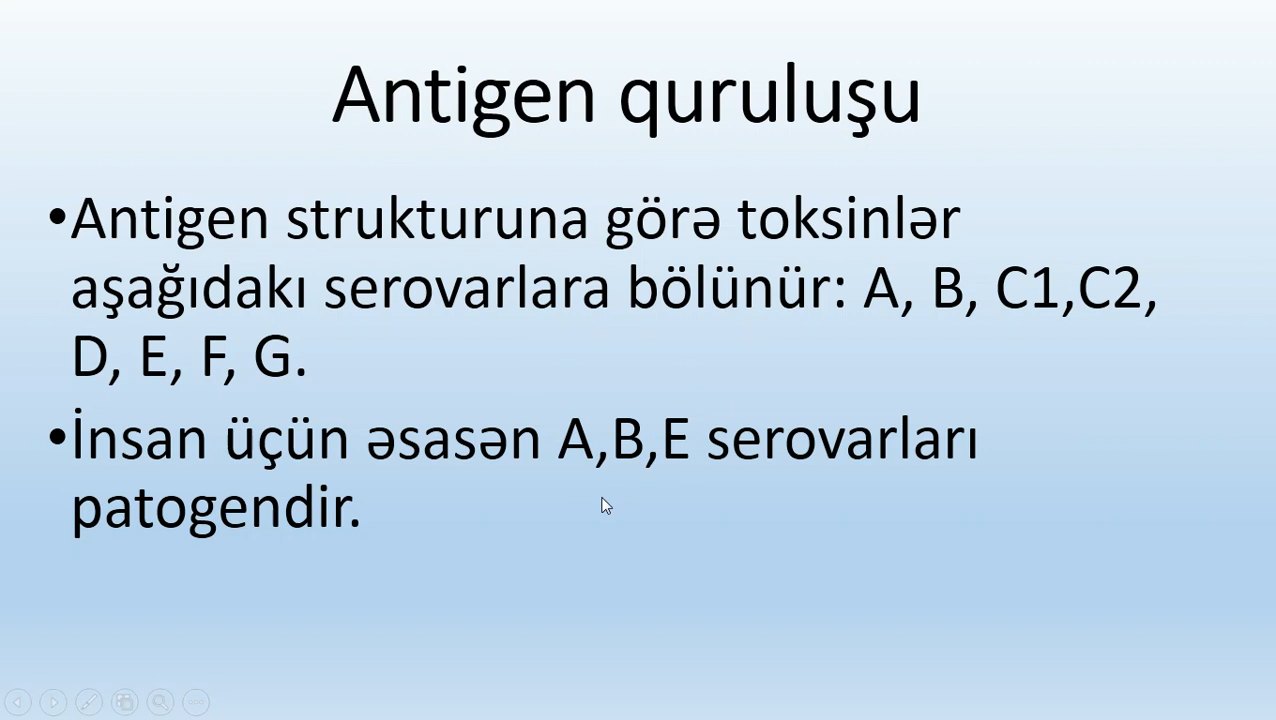 Antigen quruluşu
•Antigen strukturuna görə toksinlər
aşağıdakı serovarlara bölünür: A, B, C1,C2,
D, E, F, G.
•İnsan üçün əsasən A,B,E serovarları
patogendir.